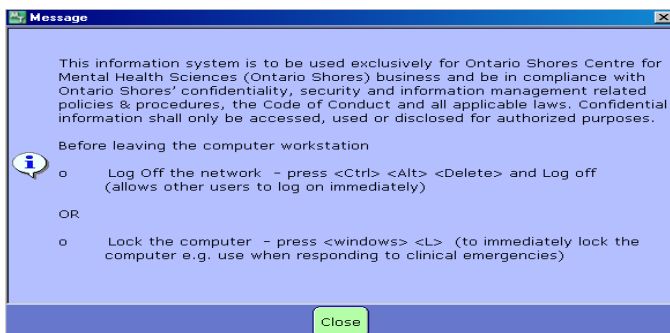 Message
This information system is to be used exclusively for Ontario Shores Centre for
Mental Health Sciences (Ontario Shores) business and be in compliance with
Ontario Shores' confidentiality, security and information management related
policies & procedures, the Code of Conduct and all applicable laws. Confidential
information shall only be accessed, used or disclosed for authorized purposes.
Before leaving the computer workstation
o Log Off the network – press <Ctrl> <Alt> <Delete> and Log off
(allows other users to log on immediately)
OR
o Lock the computer – press <windows> <L> (to immediately lock the
computer e.g. use when responding to clinical emergencies)
Close